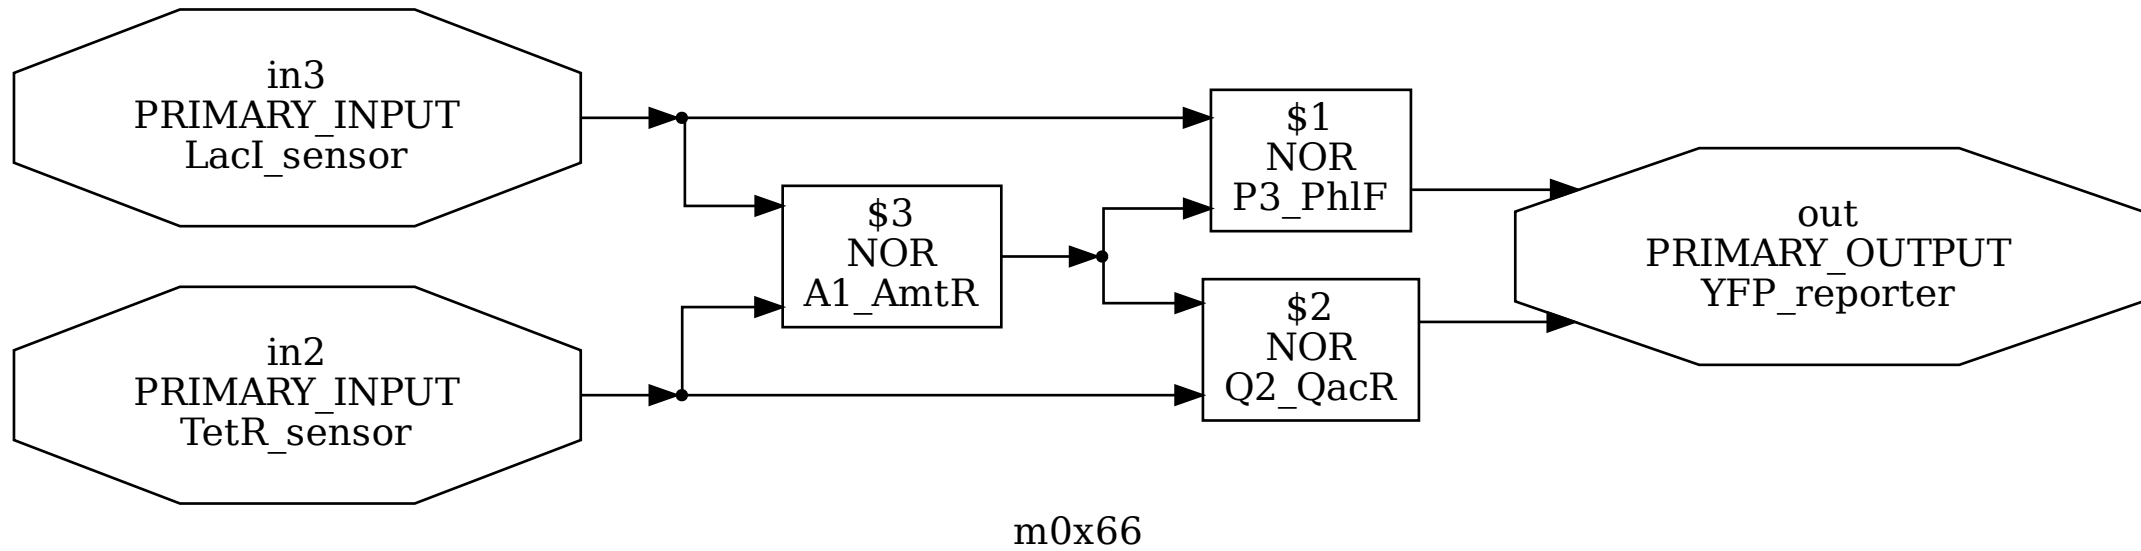 in3
PRIMARY_INPUT
LacI_sensor
$1
NOR
P3_PhlF
$3
NOR
A1_AmtR
out
PRIMARY_OUTPUT
YFP_reporter
in2
PRIMARY_INPUT
TetR_sensor
$2
NOR
Q2_QacR
m0x66